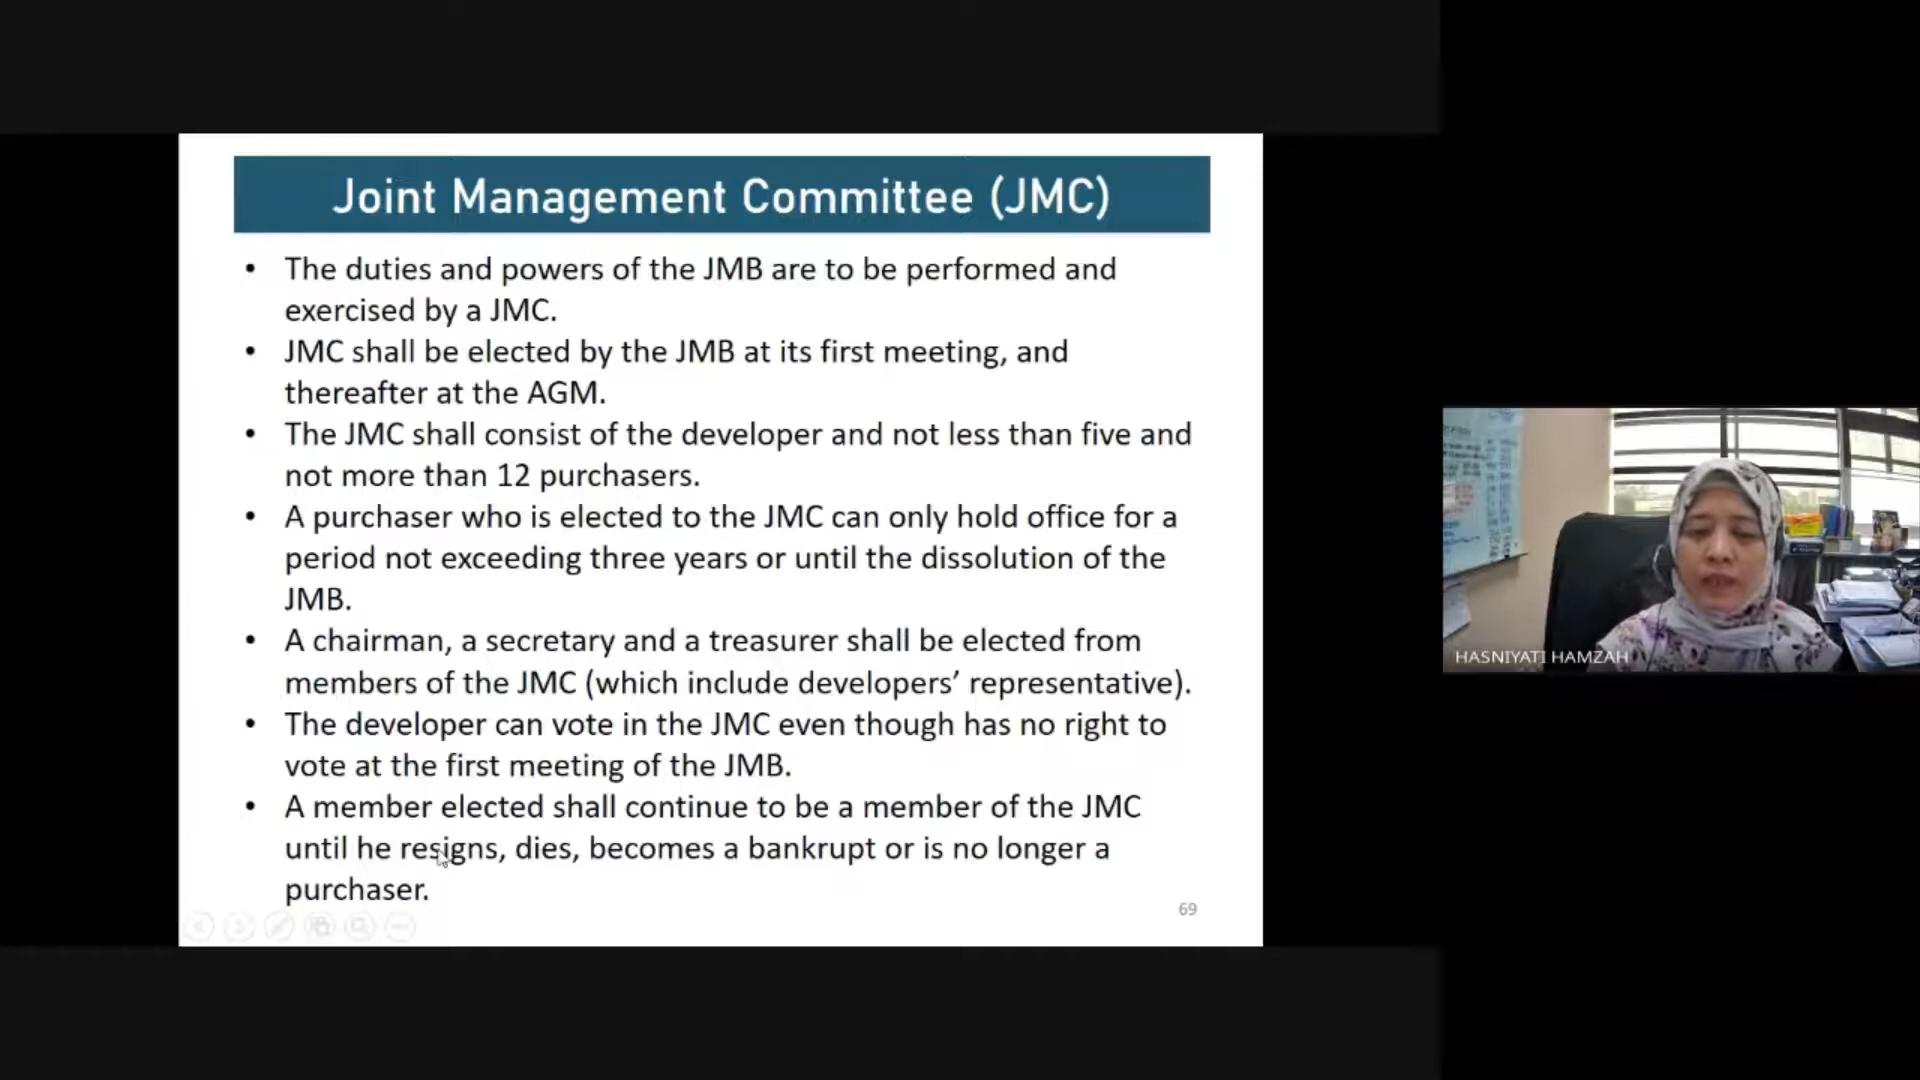 Joint Management Committee (JMC)
• The duties and powers of the JMB are to be performed and
exercised by a JMC.
• JMC shall be elected by the JMB at its first meeting, and
thereafter at the AGM.
• The JMC shall consist of the developer and not less than five and
not more than 12 purchasers.
• A purchaser who is elected to the JMC can only hold office for a
period not exceeding three years or until the dissolution of the
JMB.
• A chairman, a secretary and a treasurer shall be elected from
members of the JMC (which include developers’ representative).
• The developer can vote in the JMC even though has no right to
vote at the first meeting of the JMB.
• A member elected shall continue to be a member of the JMC
until he resigns, dies, becomes a bankrupt or is no longer a
purchaser.
69
HASNIYATI HAMZAH